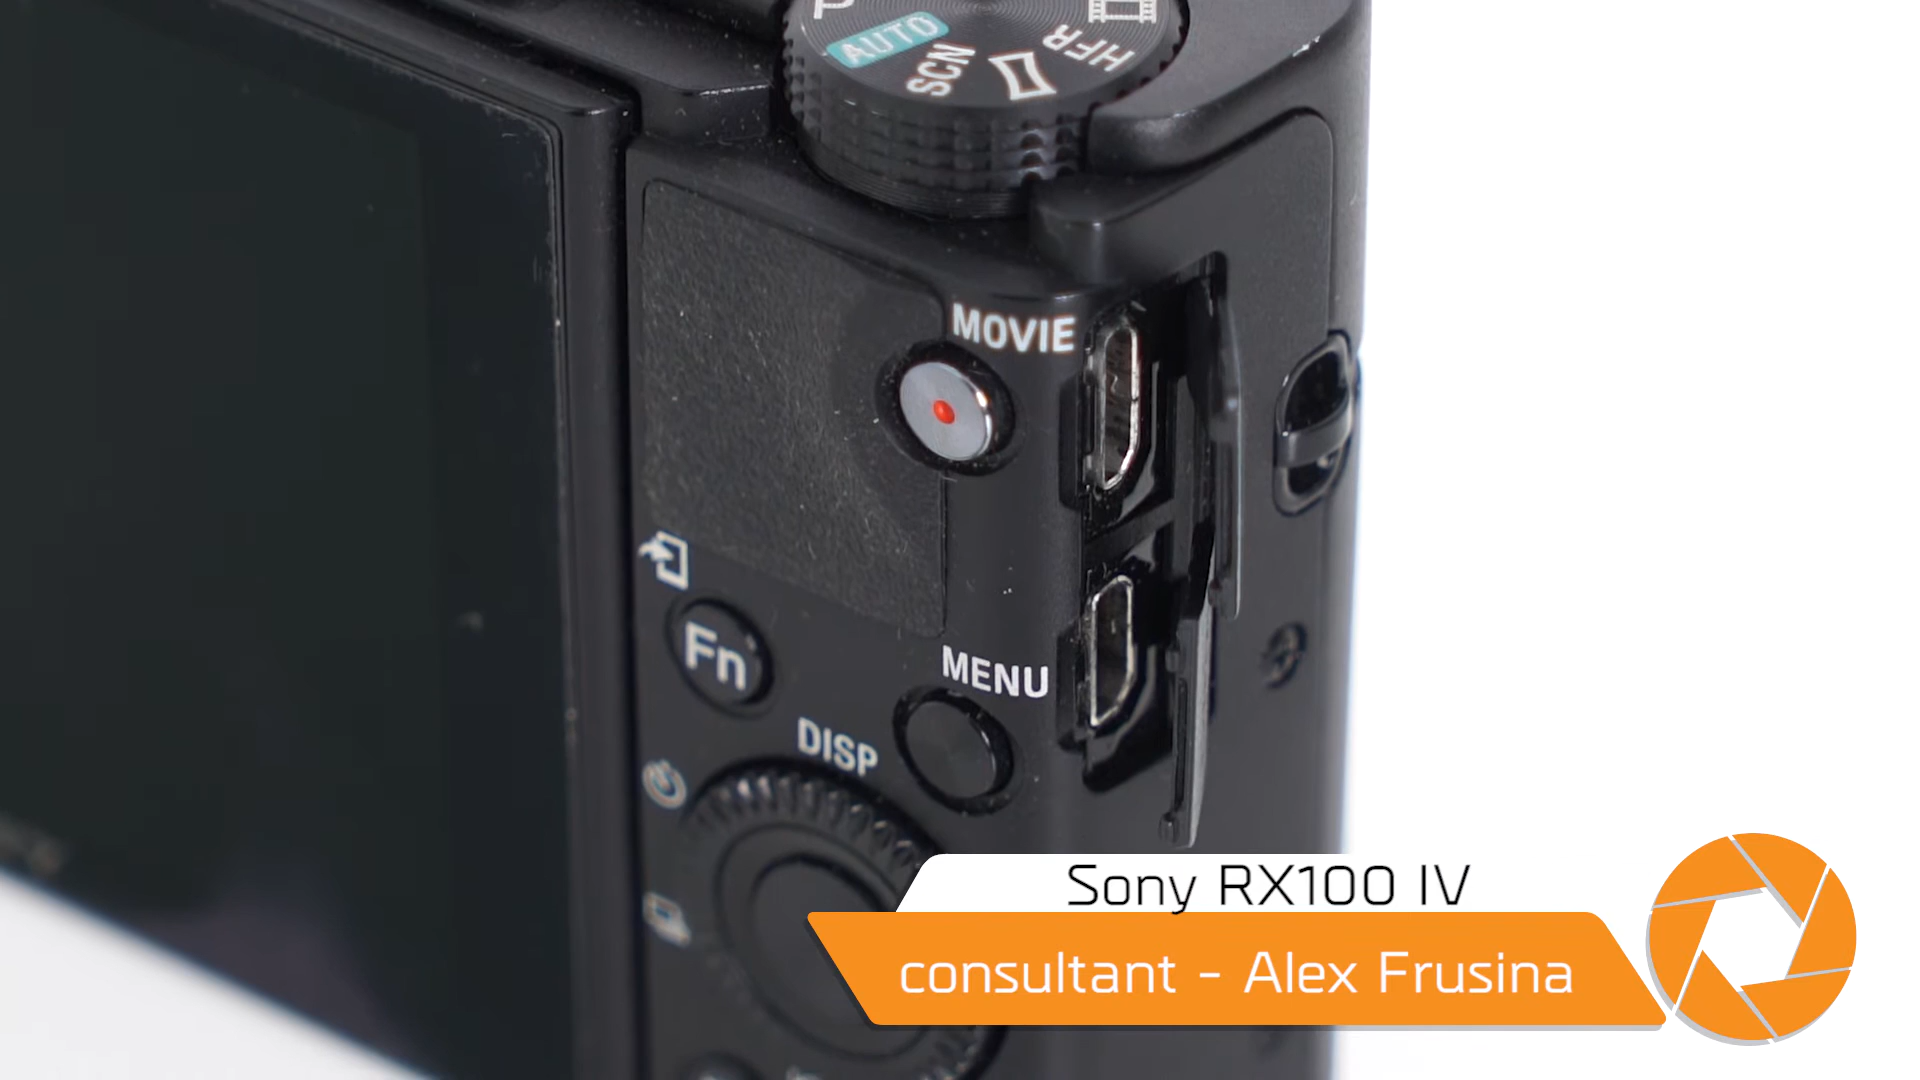 AUTO
SCN
HFR
MOVIE
Fn
MENU
DISP
Sony RX100 IV
consultant - Alex Frusina